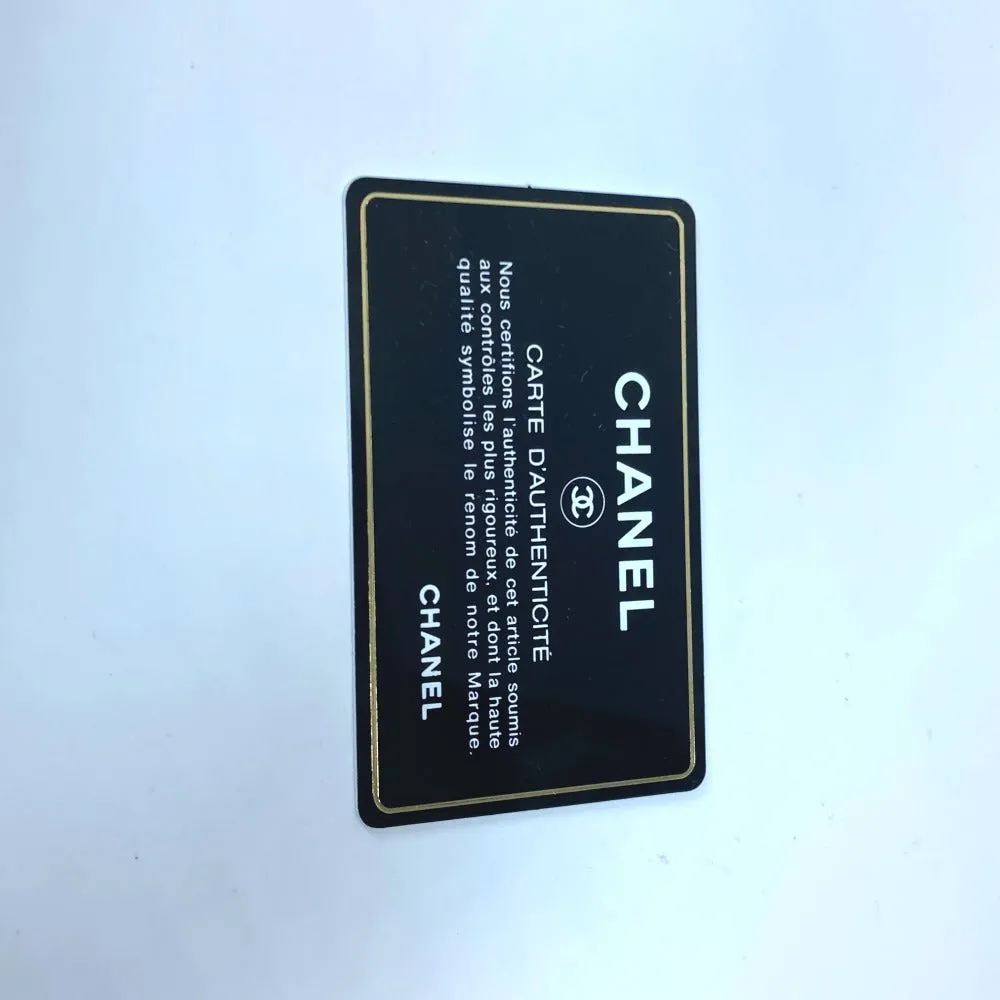 CHANEL
CARTE D'AUTHENTICITÉ
Nous certifions l'authenticité de cet article soumis
aux contrôles les plus rigoureux, et dont la haute
qualité symbolise le renom de notre Marque.
CHANEL